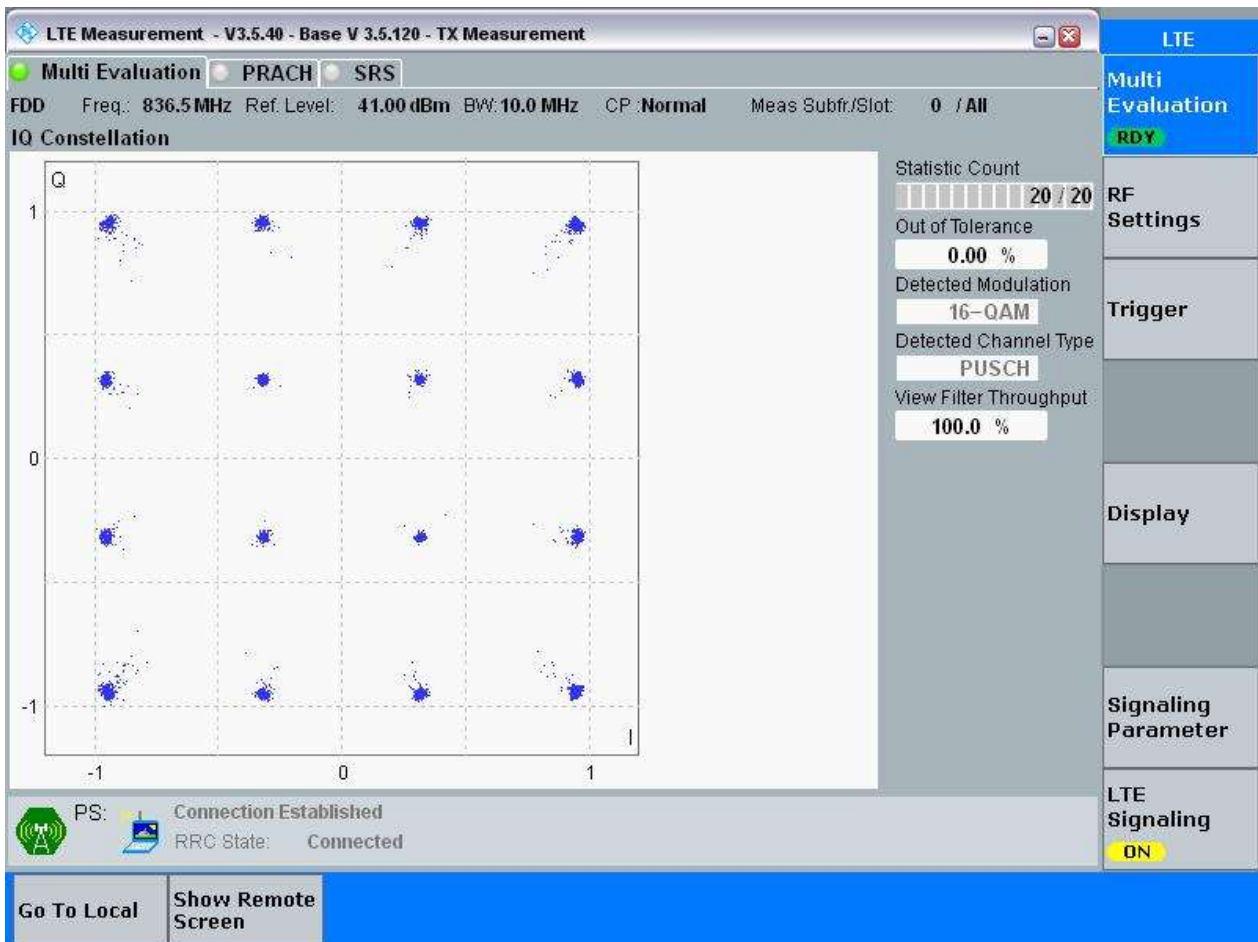 LTE Measurement - V3.5.40 - Base V 3.5.120 - TX Measurement
Multi Evaluation PRACH SRS
FDD Freq.: 836.5 MHz Ref. Level: 41.00 dBm BW: 10.0 MHz CP :Normal Meas Subfr./Slot: 0 / All
IQ Constellation
Q
1
0
-1
I
-1 0 1
Statistic Count
20 / 20
Out of Tolerance
0.00 %
Detected Modulation
16-QAM
Detected Channel Type
PUSCH
View Filter Throughput
100.0 %
PS: Connection Established
RRC State: Connected
LTE
Multi
Evaluation
RDY
RF
Settings
Trigger
Display
Signaling
Parameter
LTE
Signaling
ON
Go To Local
Show Remote
Screen